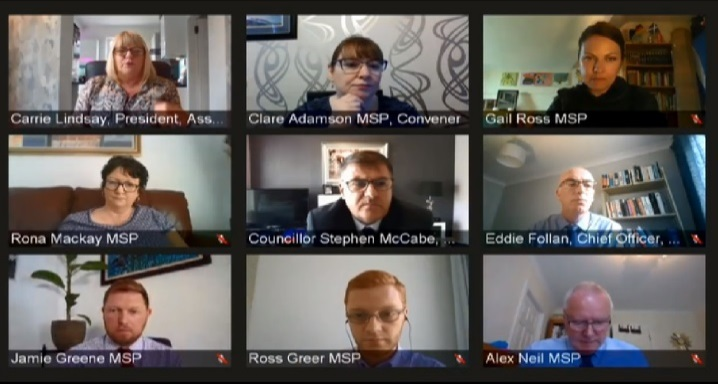 Carrie Lindsay, President, Ass...
Clare Adamson MSP, Convener
Gail Ross MSP
Rona Mackay MSP
Councillor Stephen McCabe, ...
Eddie Follan, Chief Officer, ...
Jamie Greene MSP
Ross Greer MSP
Alex Neil MSP